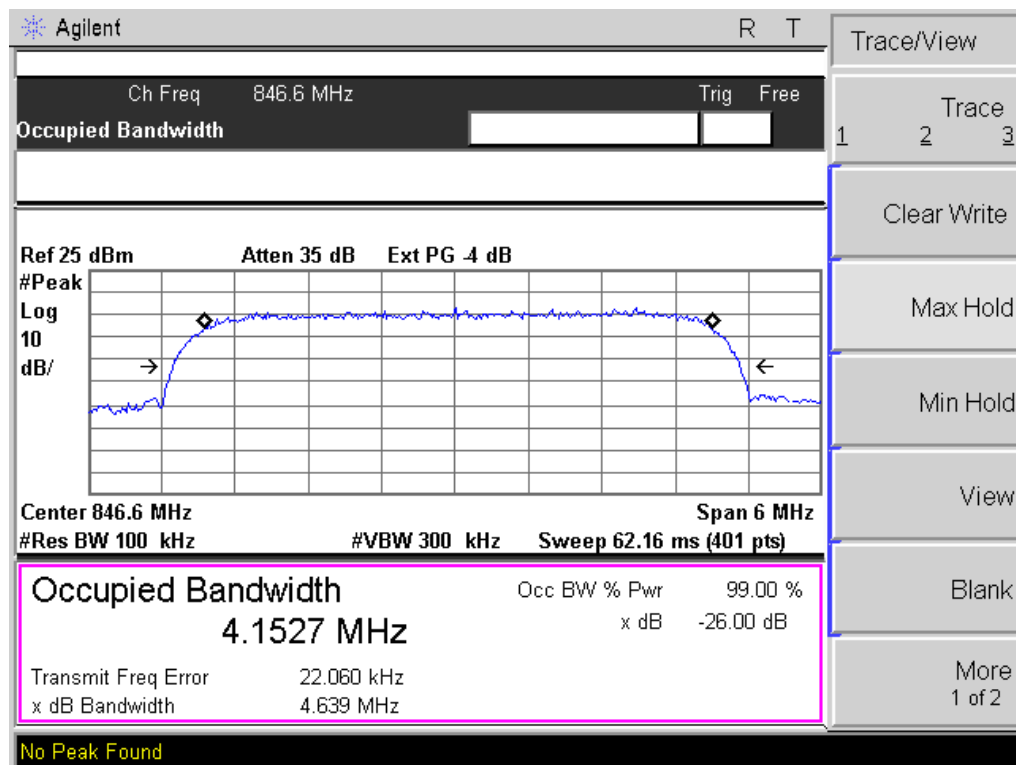 Agilent R T
Trace/View
Ch Freq 846.6 MHz Trig Free
Occupied Bandwidth
Trace
1 2 3
Clear Write
Max Hold
Min Hold
View
Blank
More
1 of 2
Ref 25 dBm Atten 35 dB Ext PG -4 dB
#Peak
Log
10
dB/
Center 846.6 MHz Span 6 MHz
#Res BW 100 kHz #VBW 300 kHz Sweep 62.16 ms (401 pts)
Occupied Bandwidth
4.1527 MHz
Occ BW % Pwr 99.00 %
x dB -26.00 dB
Transmit Freq Error 22.060 kHz
x dB Bandwidth 4.639 MHz
No Peak Found